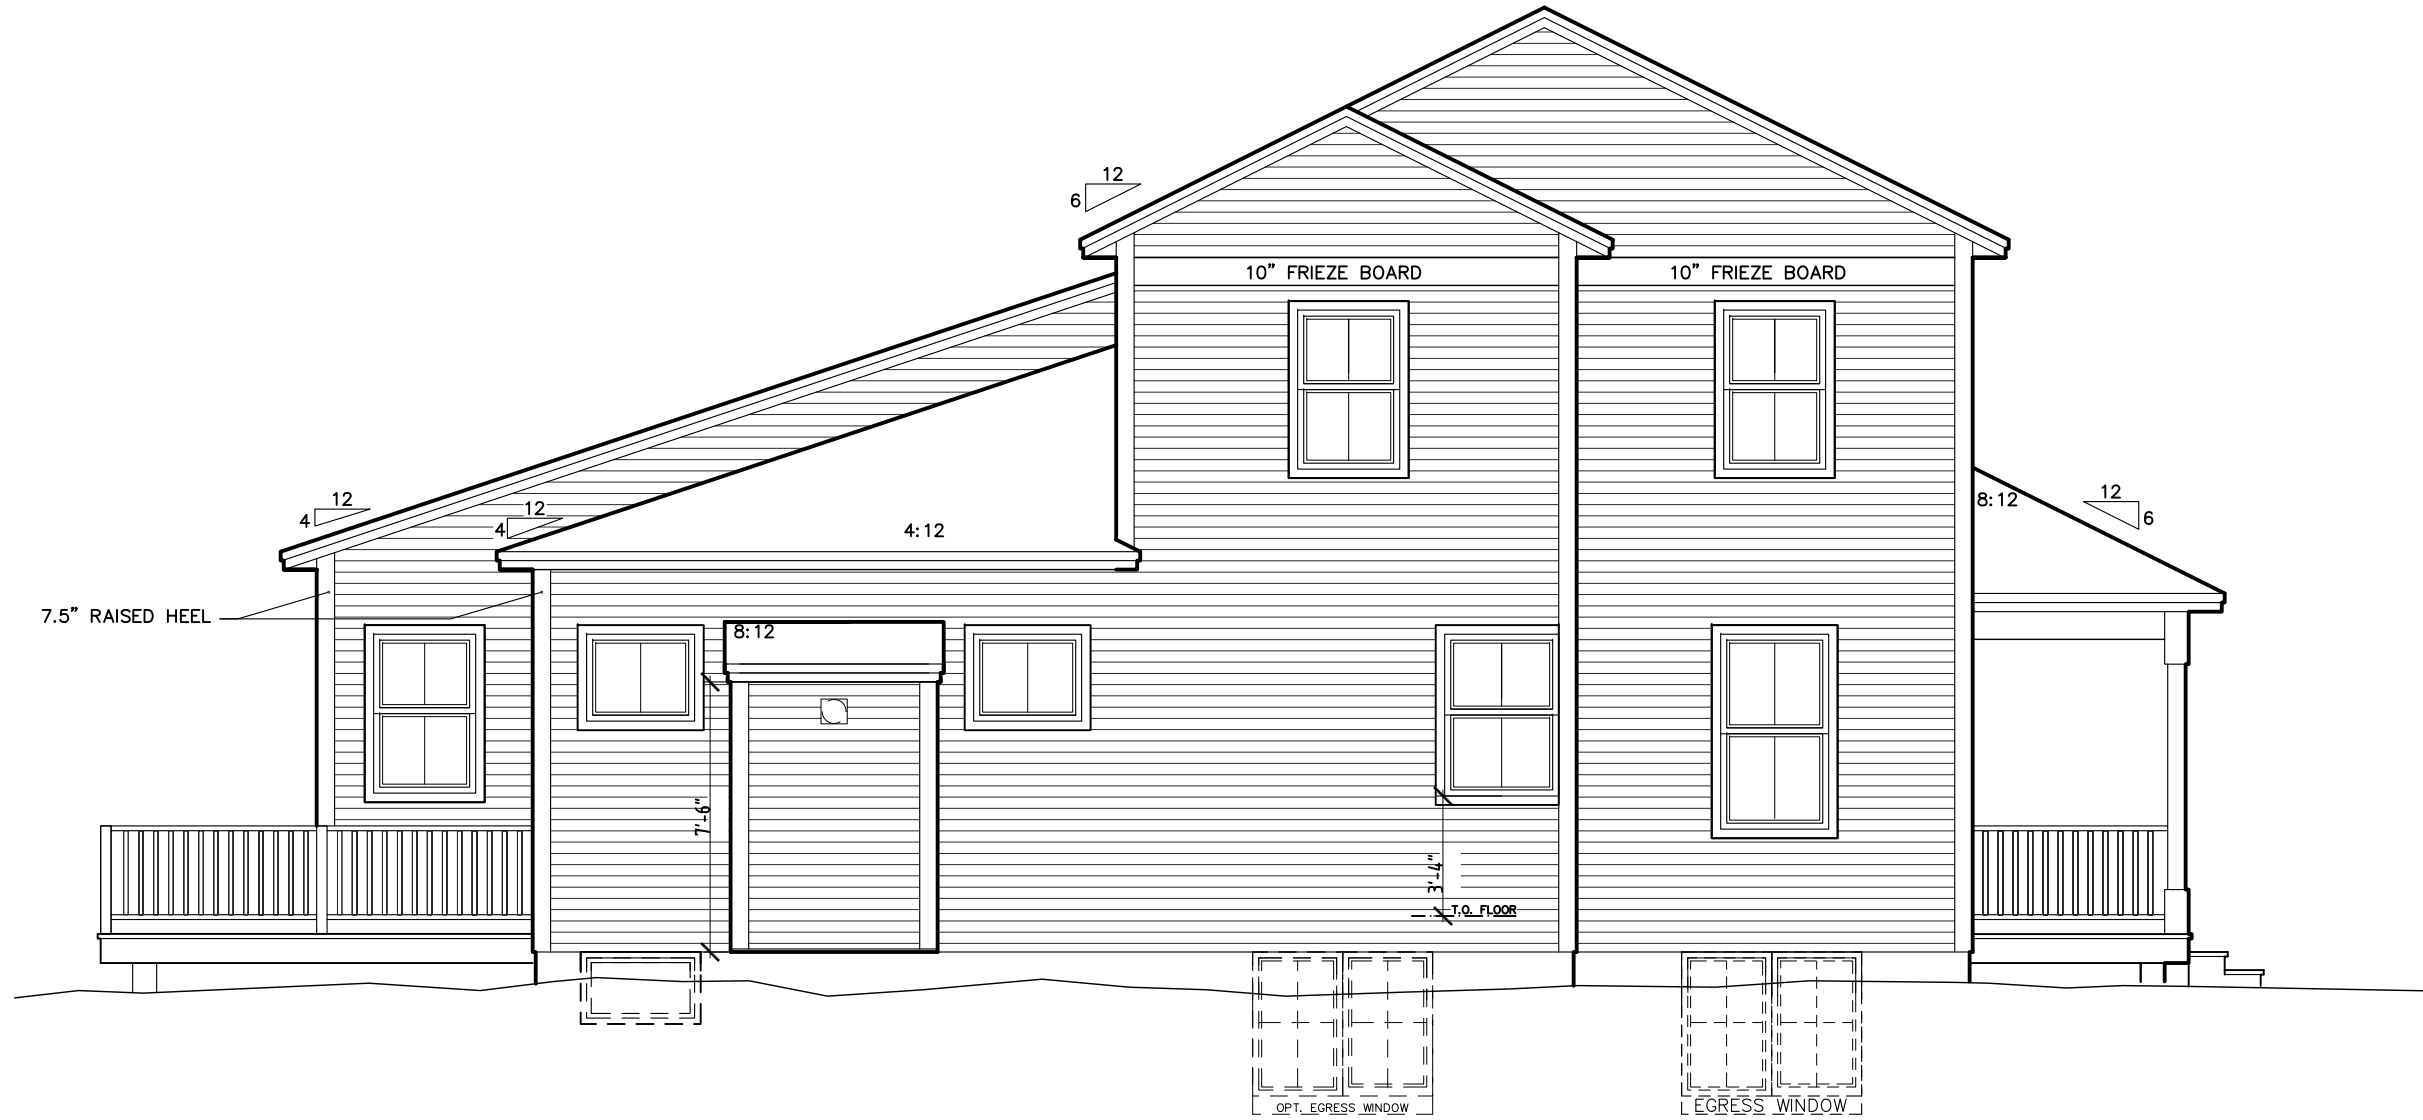 12
6
10” FRIEZE BOARD
10” FRIEZE BOARD
12
4
12
4
4:12
8:12
12
6
7.5” RAISED HEEL
8:12
7'-6"
3'-4"
T.O. FLOOR
OPT. EGRESS WINDOW
EGRESS WINDOW